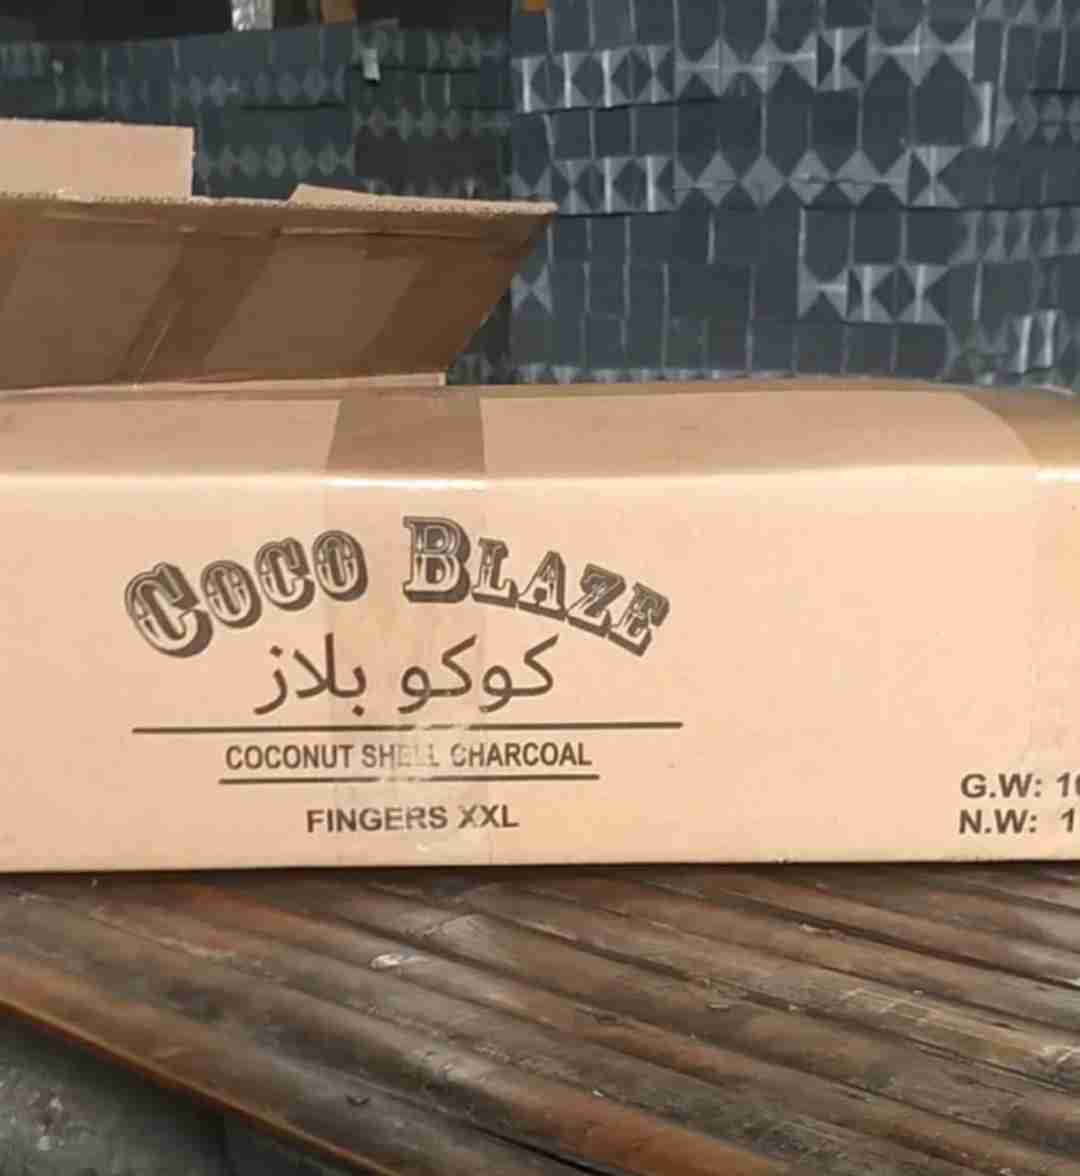 COCO BLAZE
كوكو بلاز
COCONUT SHELL CHARCOAL
FINGERS XXL
G.W:
N.W: